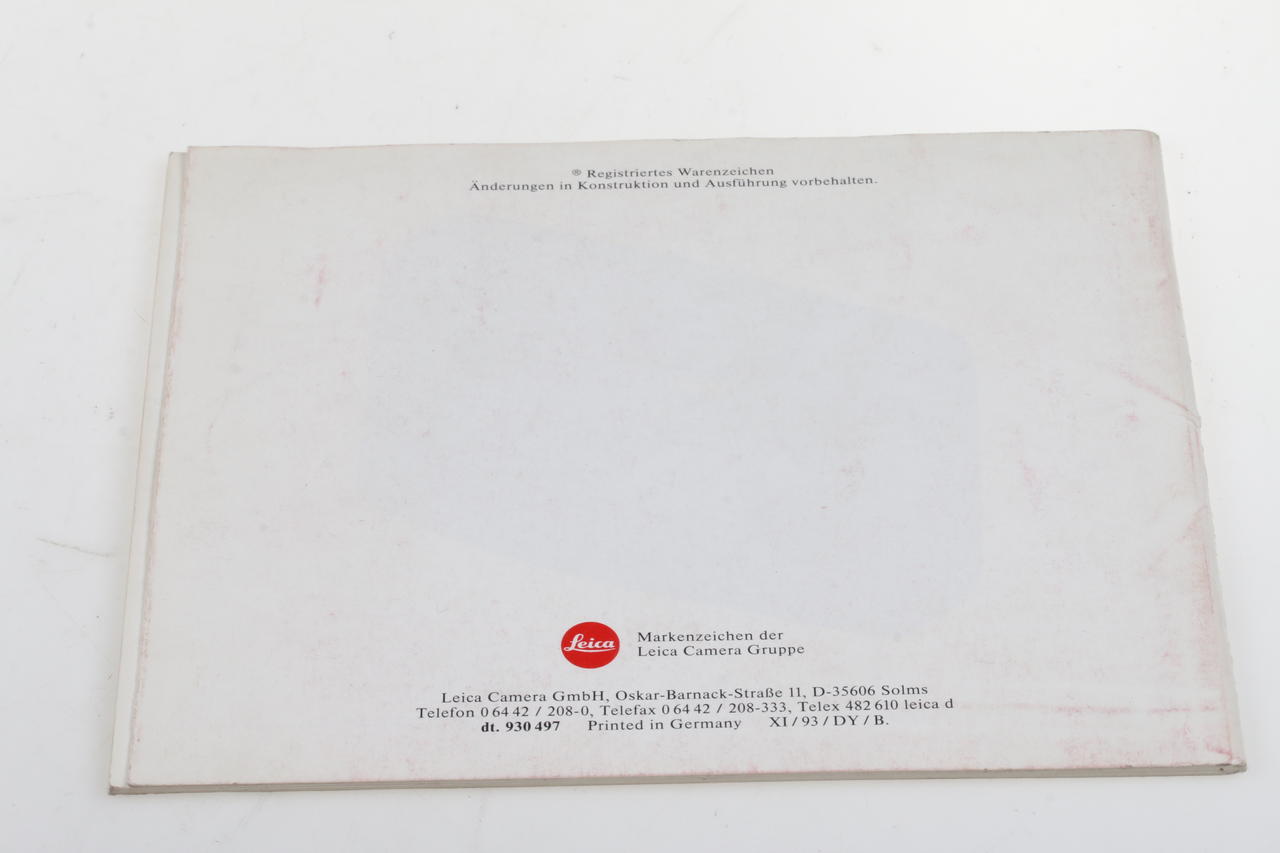 ® Registriertes Warenzeichen
Änderungen in Konstruktion und Ausführung vorbehalten.
Leica
Markenzeichen der
Leica Camera Gruppe
Leica Camera GmbH, Oskar-Barnack-Straße 11, D-35606 Solms
Telefon 0 64 42 / 208-0, Telefax 0 64 42 / 208-333, Telex 482 610 leica d
dt. 930 497 Printed in Germany XI / 93 / DY / B.